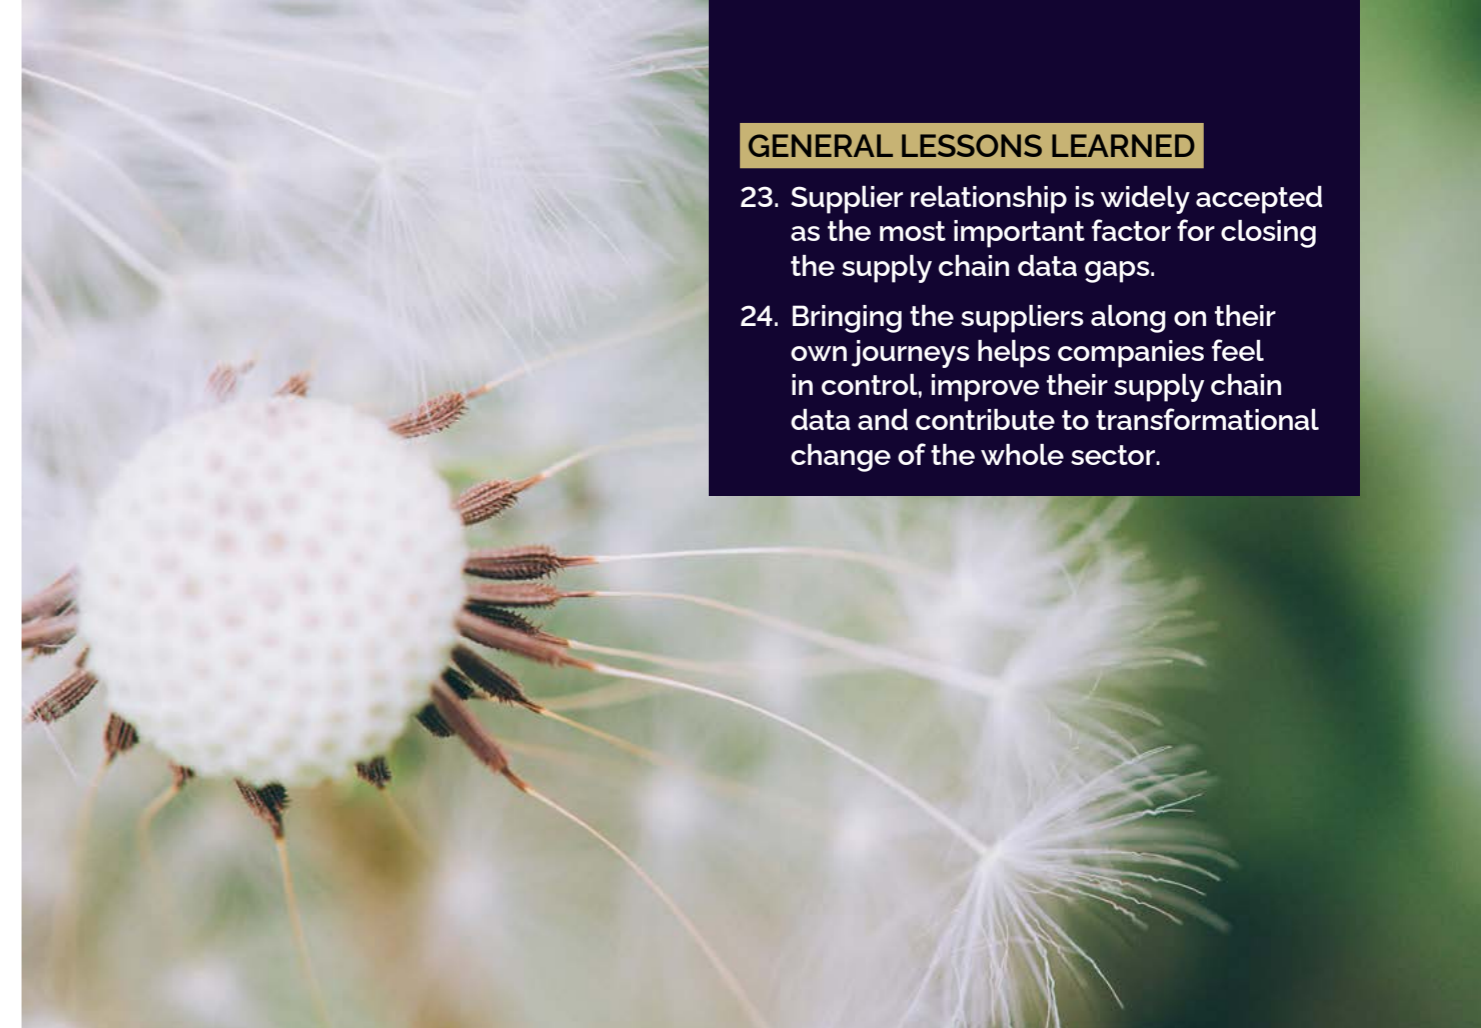 GENERAL LESSONS LEARNED
23. Supplier relationship is widely accepted
as the most important factor for closing
the supply chain data gaps.
24. Bringing the suppliers along on their
own journeys helps companies feel
in control, improve their supply chain
data and contribute to transformational
change of the whole sector.